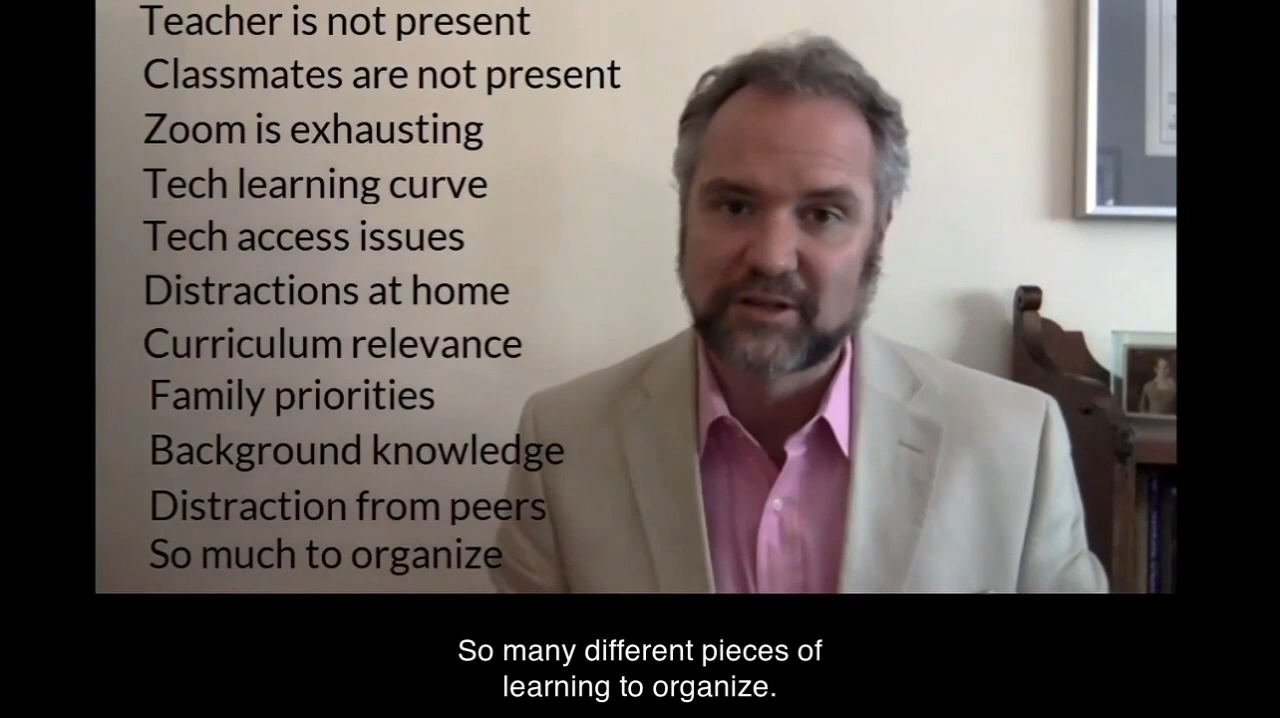 Teacher is not present
Classmates are not present
Zoom is exhausting
Tech learning curve
Tech access issues
Distractions at home
Curriculum relevance
Family priorities
Background knowledge
Distraction from peers
So much to organize
So many different pieces of
learning to organize.